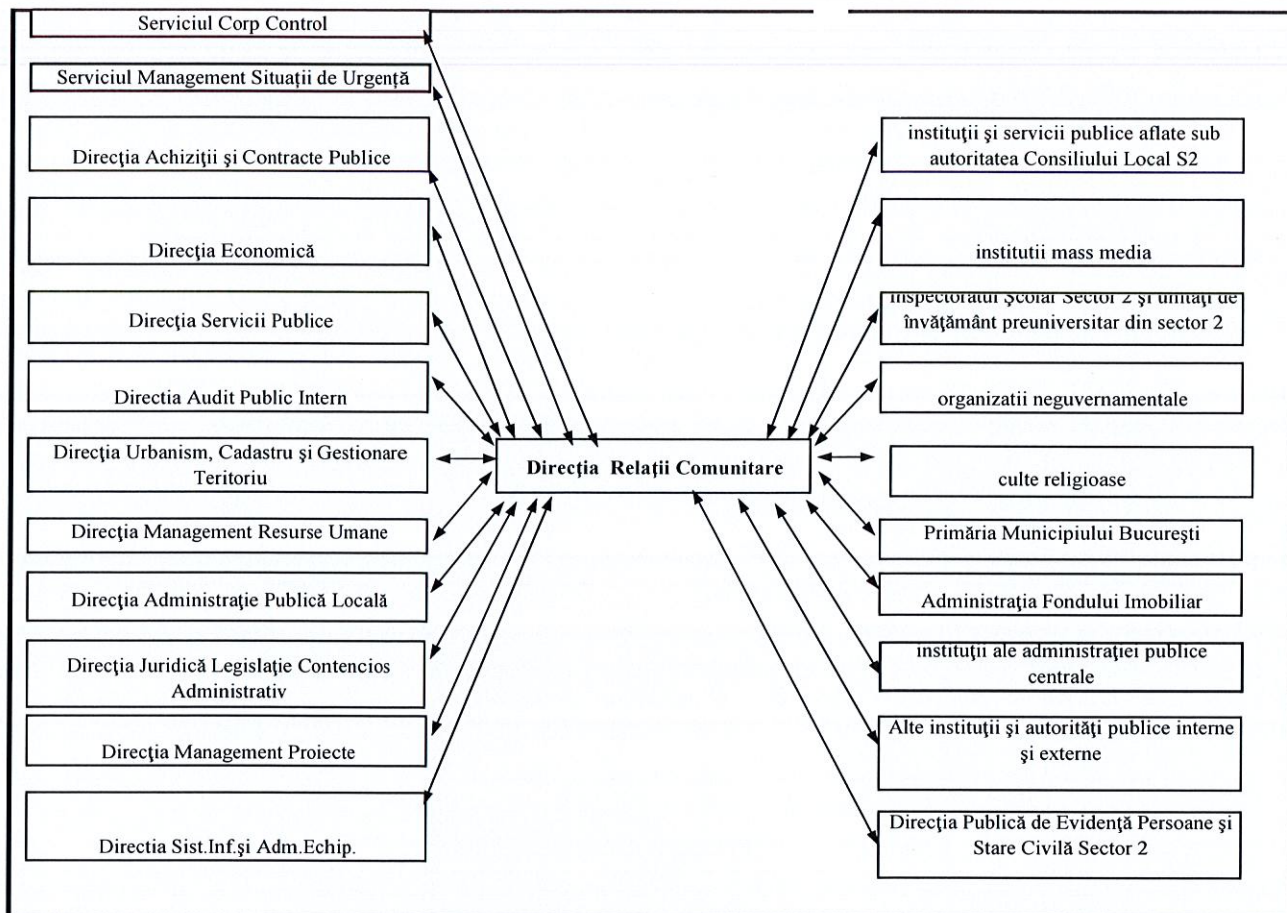 Serviciul Corp Control
Serviciul Management Situații de Urgență
Direcţia Achiziţii şi Contracte Publice
Direcţia Economică
Direcţia Servicii Publice
Directia Audit Public Intern
Direcţia Urbanism, Cadastru şi Gestionare
Teritoriu
Direcţia Management Resurse Umane
Direcţia Administraţie Publică Locală
Direcţia Juridică Legislaţie Contencios
Administrativ
Direcţia Management Proiecte
Directia Sist.Inf.şi Adm.Echip.
Direcţia Relaţii Comunitare
instituţii şi servicii publice aflate sub
autoritatea Consiliului Local S2
institutii mass media
Inspectoratul Şcolar Sector 2 şi unităţi de
învăţământ preuniversitar din sector 2
organizatii neguvernamentale
culte religioase
Primăria Municipiului Bucureşti
Administraţia Fondului Imobiliar
instituţii ale administraţiei publice
centrale
Alte instituţii şi autorităţi publice interne
şi externe
Direcţia Publică de Evidenţă Persoane şi
Stare Civilă Sector 2